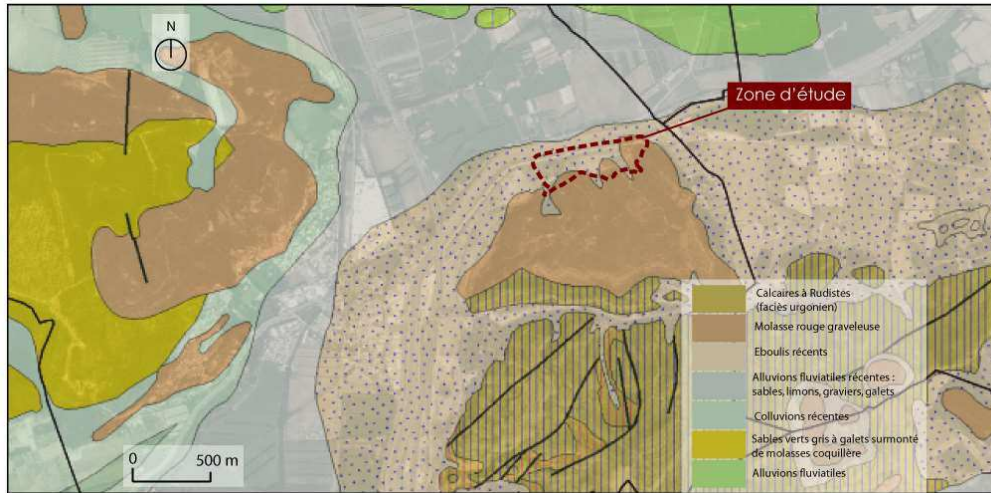 N
Zone d'étude
Calcaires à Rudistes
(faciès urgonien)
Molasse rouge graveleuse
Eboulis récents
Alluvions fluviatiles récentes :
sables, limons, graviers, galets
Colluvions récentes
Sables verts gris à galets surmonté
de molasses coquillère
Alluvions fluviatiles
0 500 m